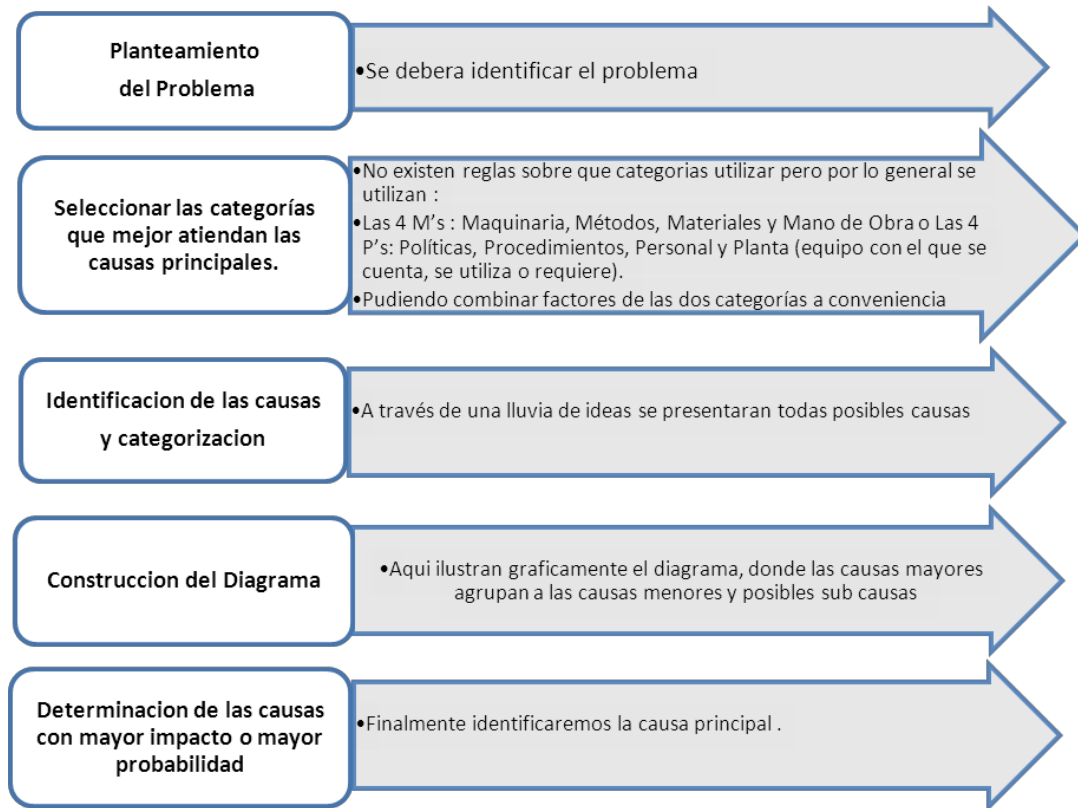 Planteamiento
del Problema
•Se debera identificar el problema
Seleccionar las categorías
que mejor atiendan las
causas principales.
•No existen reglas sobre que categorias utilizar pero por lo general se
utilizan :
•Las 4 M's : Maquinaria, Métodos, Materiales y Mano de Obra o Las 4
P's: Políticas, Procedimientos, Personal y Planta (equipo con el que se
cuenta, se utiliza o requiere).
•Pudiendo combinar factores de las dos categorías a conveniencia
Identificacion de las causas
y categorizacion
•A través de una lluvia de ideas se presentaran todas posibles causas
Construccion del Diagrama
•Aqui ilustran graficamente el diagrama, donde las causas mayores
agrupan a las causas menores y posibles sub causas
Determinacion de las causas
con mayor impacto o mayor
probabilidad
•Finalmente identificaremos la causa principal .